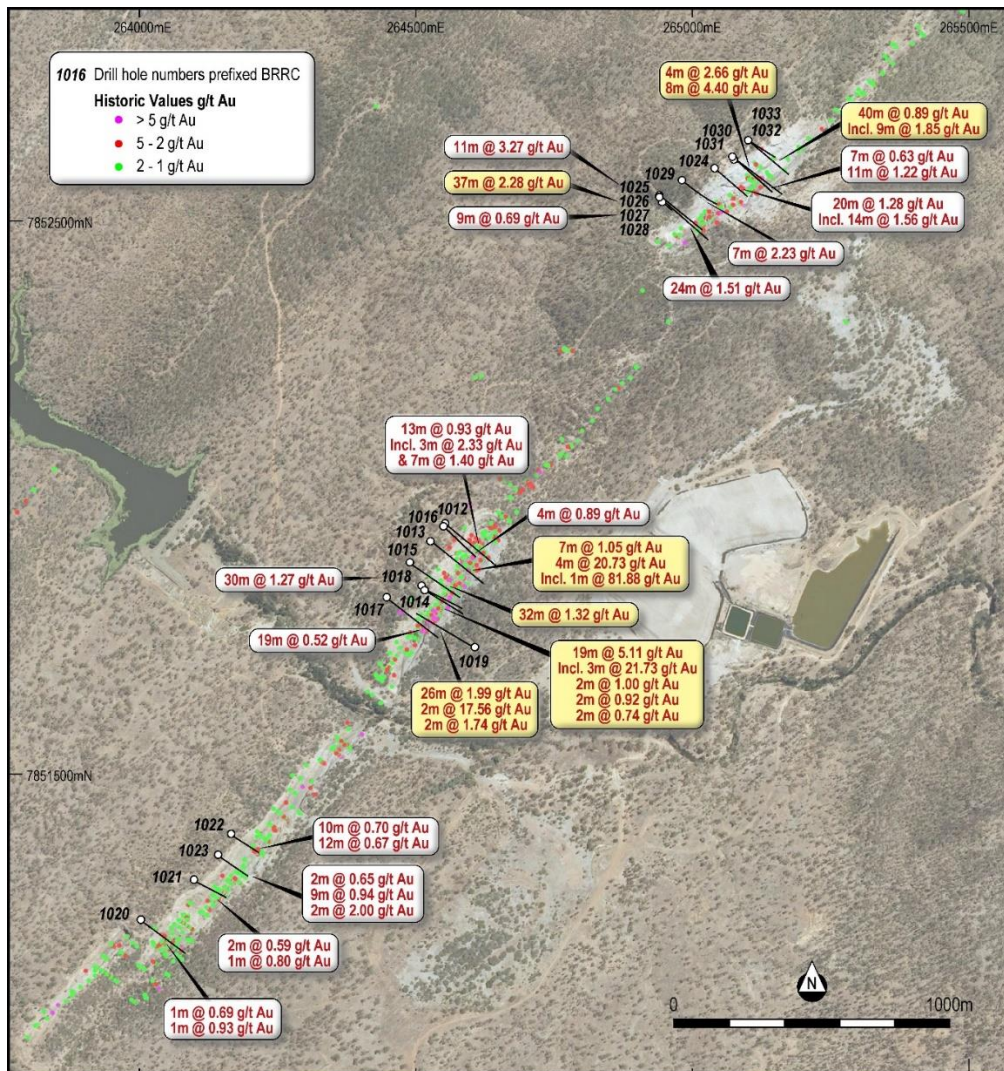 264000mE
264500mE
265000mE
265500mE
1016 Drill hole numbers prefixed BRRC
Historic Values g/t Au
> 5 g/t Au
5 - 2 g/t Au
2 - 1 g/t Au
4m @ 2.66 g/t Au
8m @ 4.40 g/t Au
1033
1032
1030
1031
1024
1029
40m @ 0.89 g/t Au
Incl. 9m @ 1.85 g/t Au
11m @ 3.27 g/t Au
37m @ 2.28 g/t Au
9m @ 0.69 g/t Au
1025
1026
1027
1028
7m @ 0.63 g/t Au
11m @ 1.22 g/t Au
20m @ 1.28 g/t Au
Incl. 14m @ 1.56 g/t Au
7m @ 2.23 g/t Au
24m @ 1.51 g/t Au
7852500mN
13m @ 0.93 g/t Au
Incl. 3m @ 2.33 g/t Au
& 7m @ 1.40 g/t Au
1012
1016
1013
1015
1018
1014
1017
1019
4m @ 0.89 g/t Au
7m @ 1.05 g/t Au
4m @ 20.73 g/t Au
Incl. 1m @ 81.88 g/t Au
30m @ 1.27 g/t Au
32m @ 1.32 g/t Au
19m @ 0.52 g/t Au
19m @ 5.11 g/t Au
Incl. 3m @ 21.73 g/t Au
2m @ 1.00 g/t Au
2m @ 0.92 g/t Au
2m @ 0.74 g/t Au
26m @ 1.99 g/t Au
2m @ 17.56 g/t Au
2m @ 1.74 g/t Au
7851500mN
1022
1023
1021
1020
10m @ 0.70 g/t Au
12m @ 0.67 g/t Au
2m @ 0.65 g/t Au
9m @ 0.94 g/t Au
2m @ 2.00 g/t Au
2m @ 0.59 g/t Au
1m @ 0.80 g/t Au
1m @ 0.69 g/t Au
1m @ 0.93 g/t Au
N
0
1000m